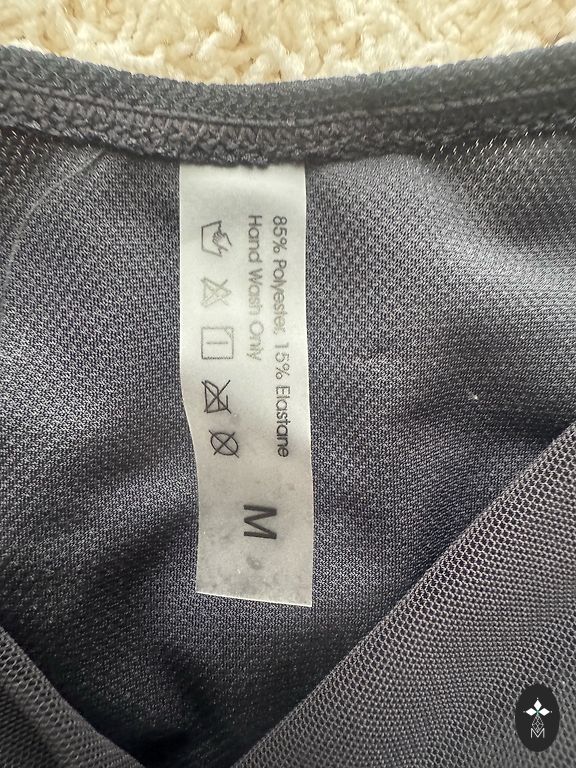 85% Polyester, 15% Elastane
Hand Wash Only
M
M